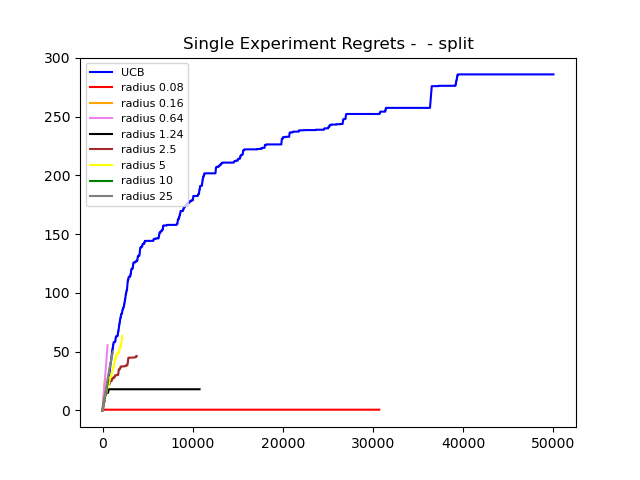 Single Experiment Regrets -  - split
300
250
200
150
100
50
0
UCB
radius 0.08
radius 0.16
radius 0.64
radius 1.24
radius 2.5
radius 5
radius 10
radius 25
0 10000 20000 30000 40000 50000